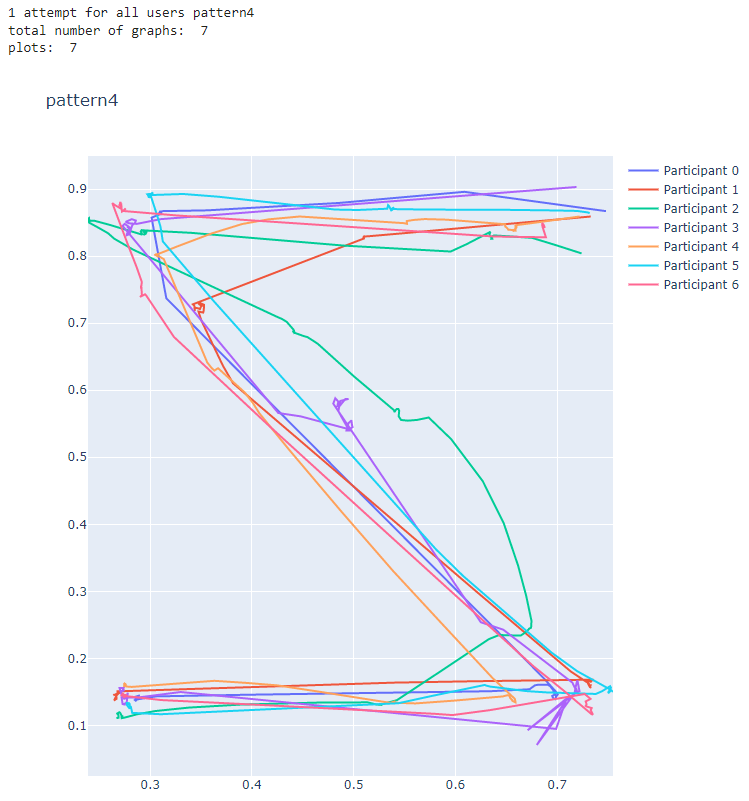 1 attempt for all users pattern4
total number of graphs:  7
plots:  7
pattern4
0.9
0.8
0.7
0.6
0.5
0.4
0.3
0.2
0.1
0.3
0.4
0.5
0.6
0.7
Participant 0
Participant 1
Participant 2
Participant 3
Participant 4
Participant 5
Participant 6